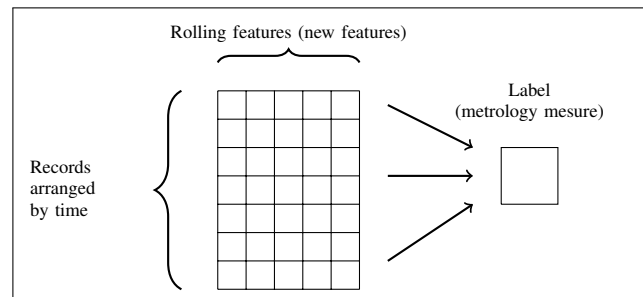 Rolling features (new features)
Label
(metrology mesure)
Records
arranged
by time